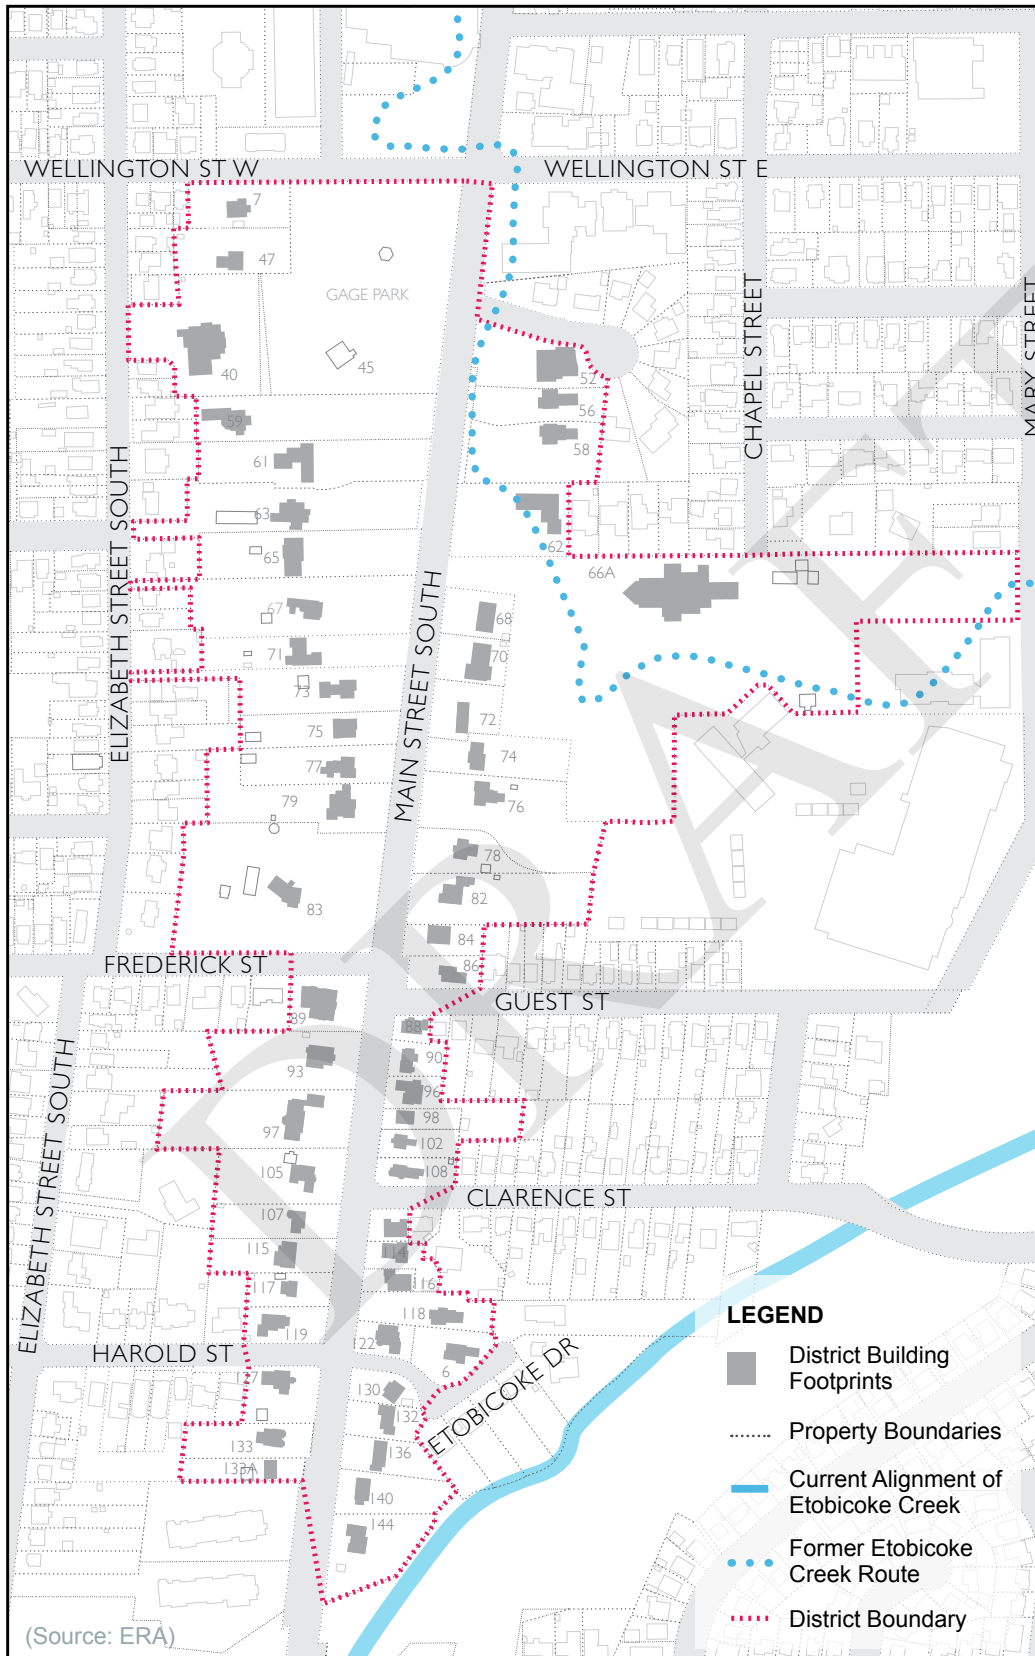 WELLINGTON ST W
WELLINGTON ST E
7
47
GAGE PARK
45
40
52
56
59
58
61
63
62
65
66A
67
68
71
70
73
72
75
74
77
76
79
78
82
83
84
86
CHAPEL STREET
MARY STREET
ELIZABETH STREET SOUTH
MAIN STREET SOUTH
DRAFT
FREDERICK ST
GUEST ST
89
88
93
90
96
97
98
102
105
108
CLARENCE ST
107
115
114
117
116
119
118
122
6
ELIZABETH STREET SOUTH
HAROLD ST
ETOBICOKE DR
127
130
132
133
136
133A
140
144
LEGEND
District Building
Footprints
Property Boundaries
Current Alignment of
Etobicoke Creek
Former Etobicoke
Creek Route
District Boundary
(Source: ERA)